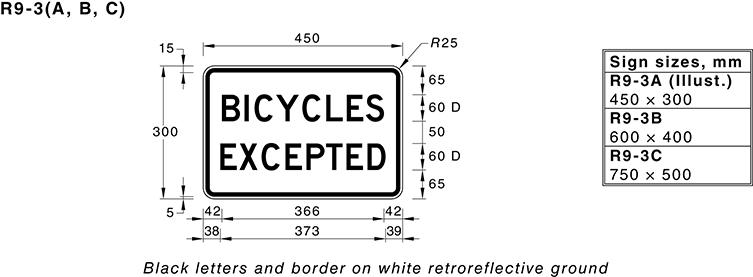 R9-3(A, B, C)
450
R25
15
300
5
BICYCLES
EXCEPTED
65
60 D
50
60 D
65
42 366 42
38 373 39
Sign sizes, mm
R9-3A (Illust.)
450 × 300
R9-3B
600 × 400
R9-3C
750 × 500
Black letters and border on white retroreflective ground